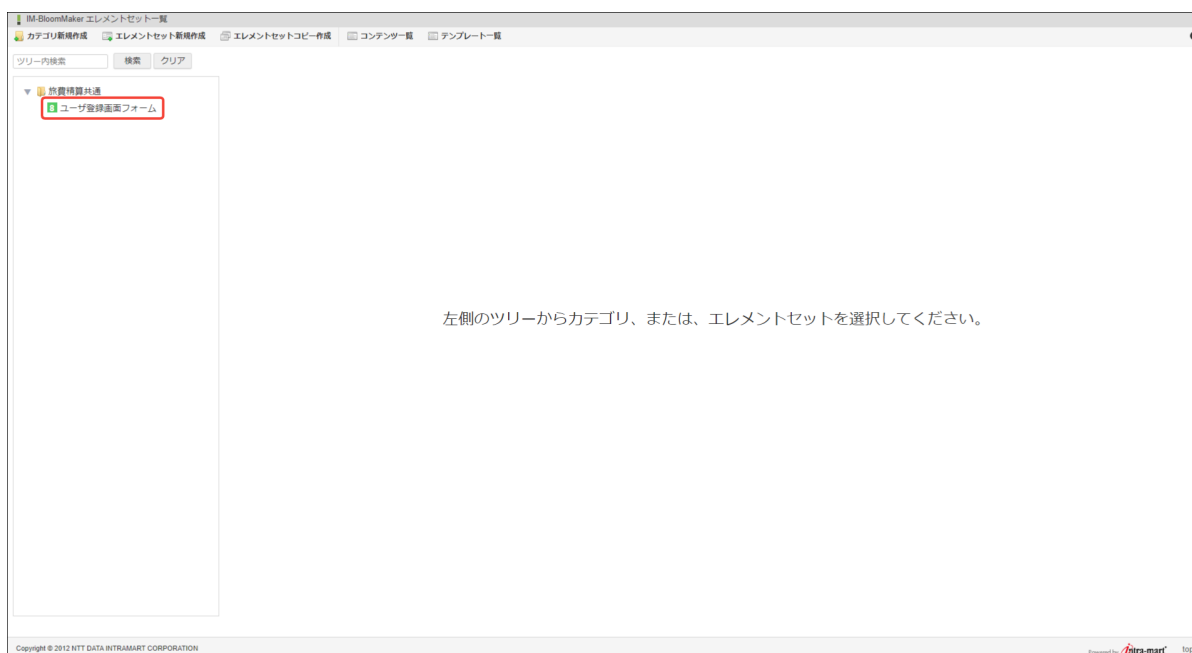 IM-BloomMaker エレメントセット一覧
カテゴリ新規作成 エレメントセット新規作成 エレメントセットコピー作成 コンテンツ一覧 テンプレート一覧
ツリー内検索 検索 クリア
旅費精算共通
8 ユーザ登録画面フォーム
左側のツリーからカテゴリ、または、エレメントセットを選択してください。
Copyright © 2012 NTT DATA INTRAMART CORPORATION
Powered by intra-mart top